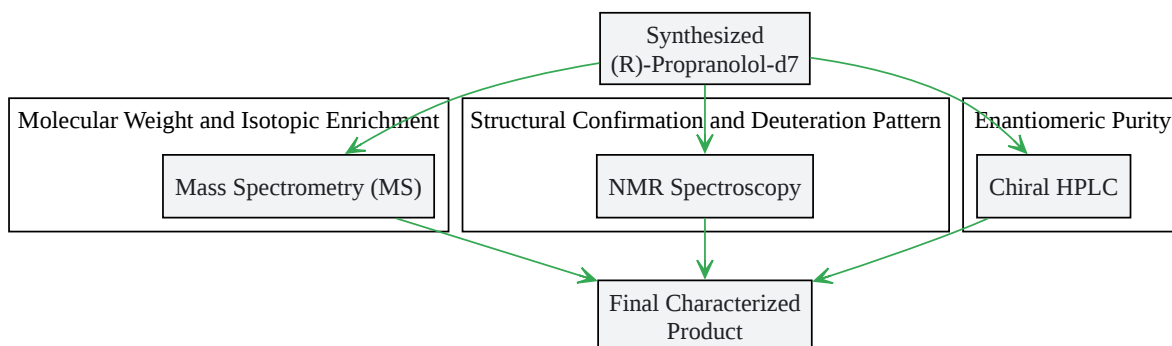 Synthesized
(R)-Propranolol-d7
Molecular Weight and Isotopic Enrichment
Structural Confirmation and Deuteration Pattern
Enantiomeric Purity
Mass Spectrometry (MS)
NMR Spectroscopy
Chiral HPLC
Final Characterized
Product